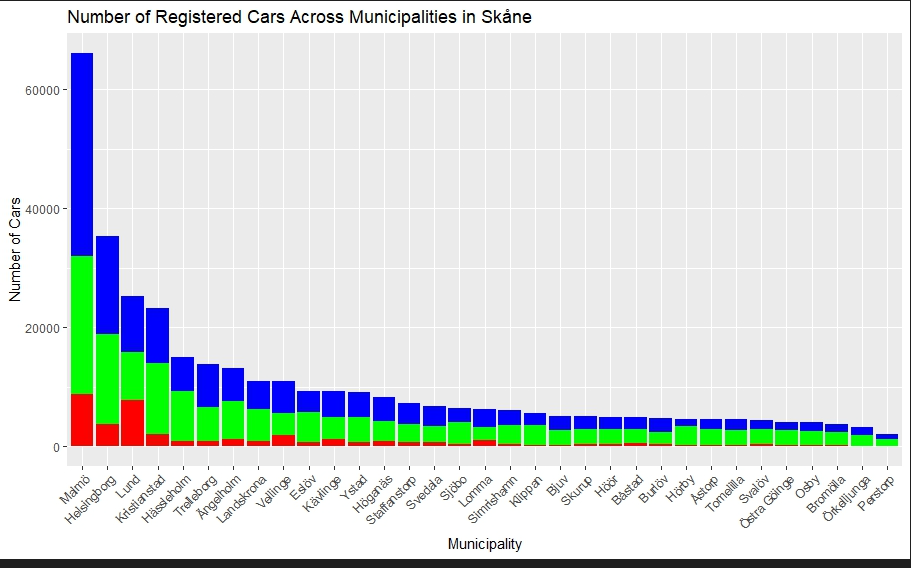 Number of Registered Cars Across Municipalities in Skåne
60000
40000
20000
0
Number of Cars
Malmö
Helsingborg
Lund
Kristianstad
Hässleholm
Trelleborg
Ängelholm
Landskrona
Vellinge
Eslöv
Kävlinge
Ystad
Höganäs
Staffanstorp
Svedala
Sjöbo
Lomma
Simrishamn
Klippan
Bjuv
Skurup
Höör
Båstad
Burlöv
Hörby
Åstorp
Tomelilla
Svalöv
Östra Göinge
Osby
Bromölla
Örkelljunga
Perstorp
Municipality